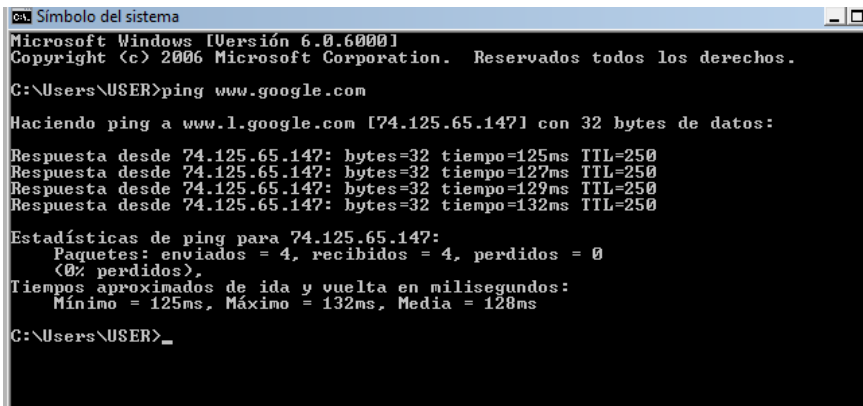 Símbolo del sistema
Microsoft Windows [Versión 6.0.6000]
Copyright (c) 2006 Microsoft Corporation.  Reservados todos los derechos.
C:\Users\USER>ping www.google.com
Haciendo ping a www.l.google.com [74.125.65.147] con 32 bytes de datos:
Respuesta desde 74.125.65.147: bytes=32 tiempo=125ms TTL=250
Respuesta desde 74.125.65.147: bytes=32 tiempo=127ms TTL=250
Respuesta desde 74.125.65.147: bytes=32 tiempo=129ms TTL=250
Respuesta desde 74.125.65.147: bytes=32 tiempo=132ms TTL=250
Estadísticas de ping para 74.125.65.147:
    Paquetes: enviados = 4, recibidos = 4, perdidos = 0
    (0% perdidos),
Tiempos aproximados de ida y vuelta en milisegundos:
    Mínimo = 125ms, Máximo = 132ms, Media = 128ms
C:\Users\USER>_